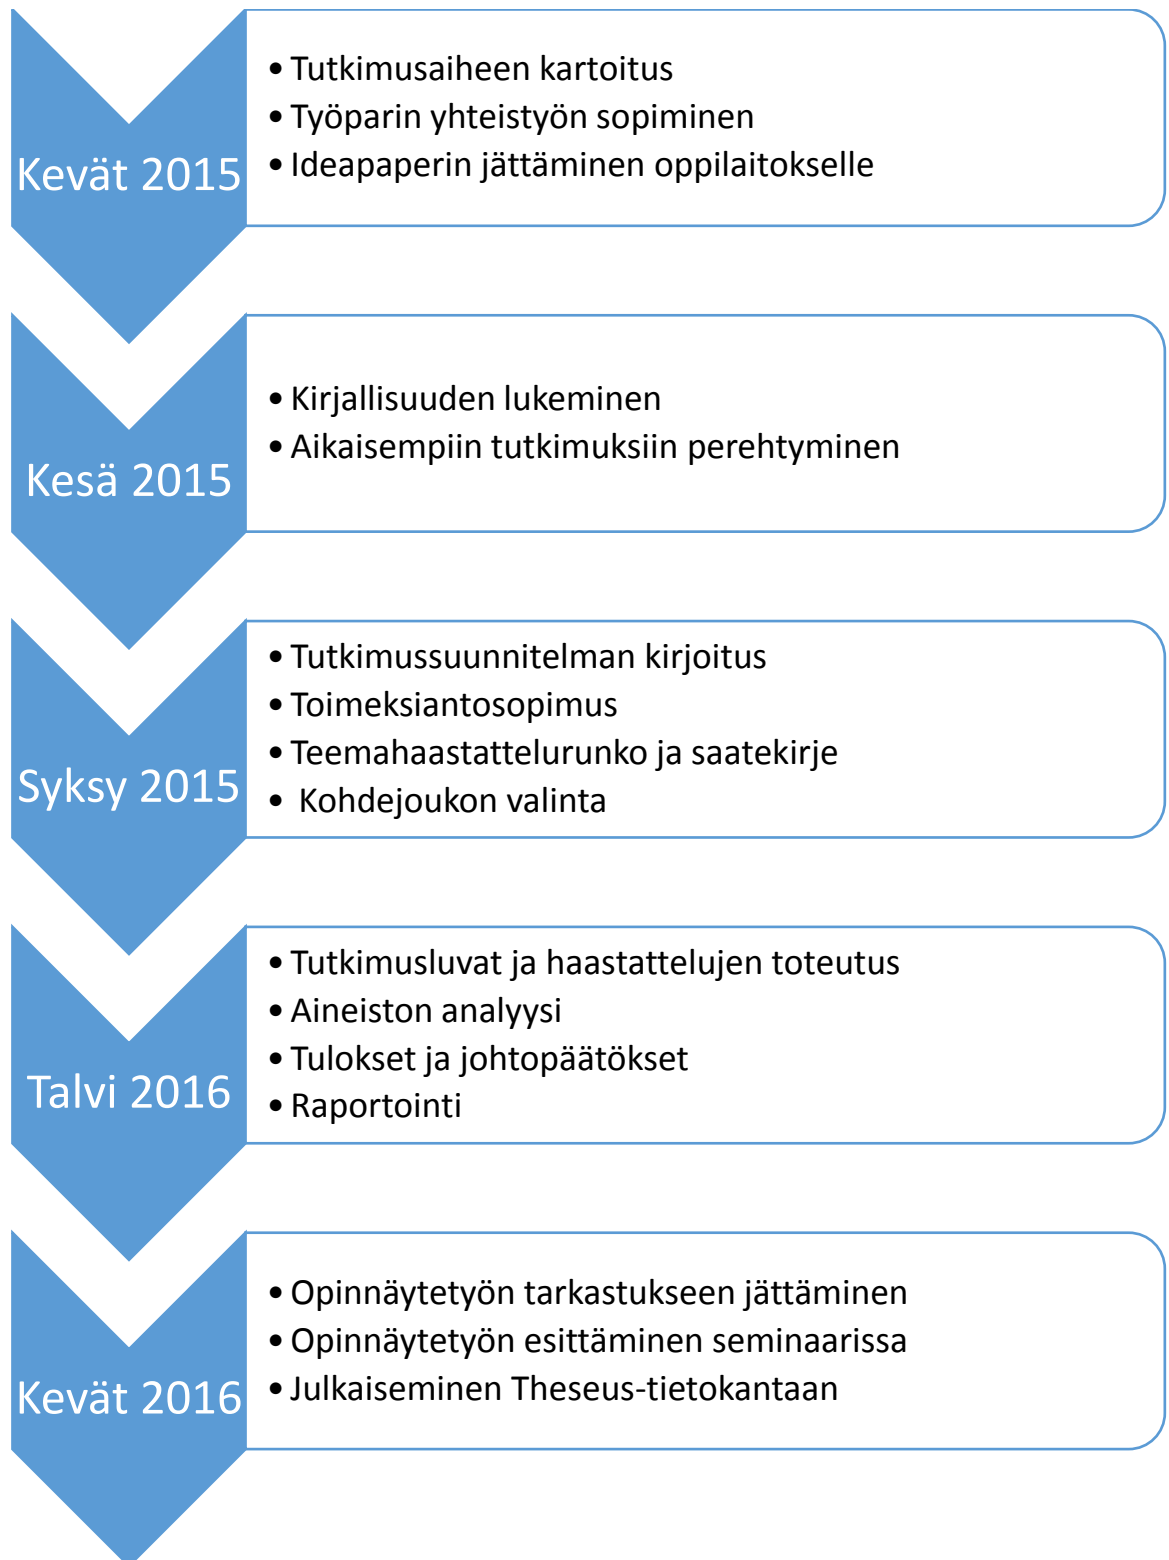 Kevät 2015
• Tutkimusaiheen kartoitus
• Työparin yhteistyön sopiminen
• Ideapaperin jättäminen oppilaitokselle
Kesä 2015
• Kirjallisuuden lukeminen
• Aikaisempiin tutkimuksiin perehtyminen
Syksy 2015
• Tutkimussuunnitelman kirjoitus
• Toimeksiantosopimus
• Teemahaastattelurunko ja saatekirje
• Kohdejoukon valinta
Talvi 2016
• Tutkimusluvat ja haastattelujen toteutus
• Aineiston analyysi
• Tulokset ja johtopäätökset
• Raportointi
Kevät 2016
• Opinnäytetyön tarkastukseen jättäminen
• Opinnäytetyön esittäminen seminaarissa
• Julkaiseminen Theseus-tietokantaan